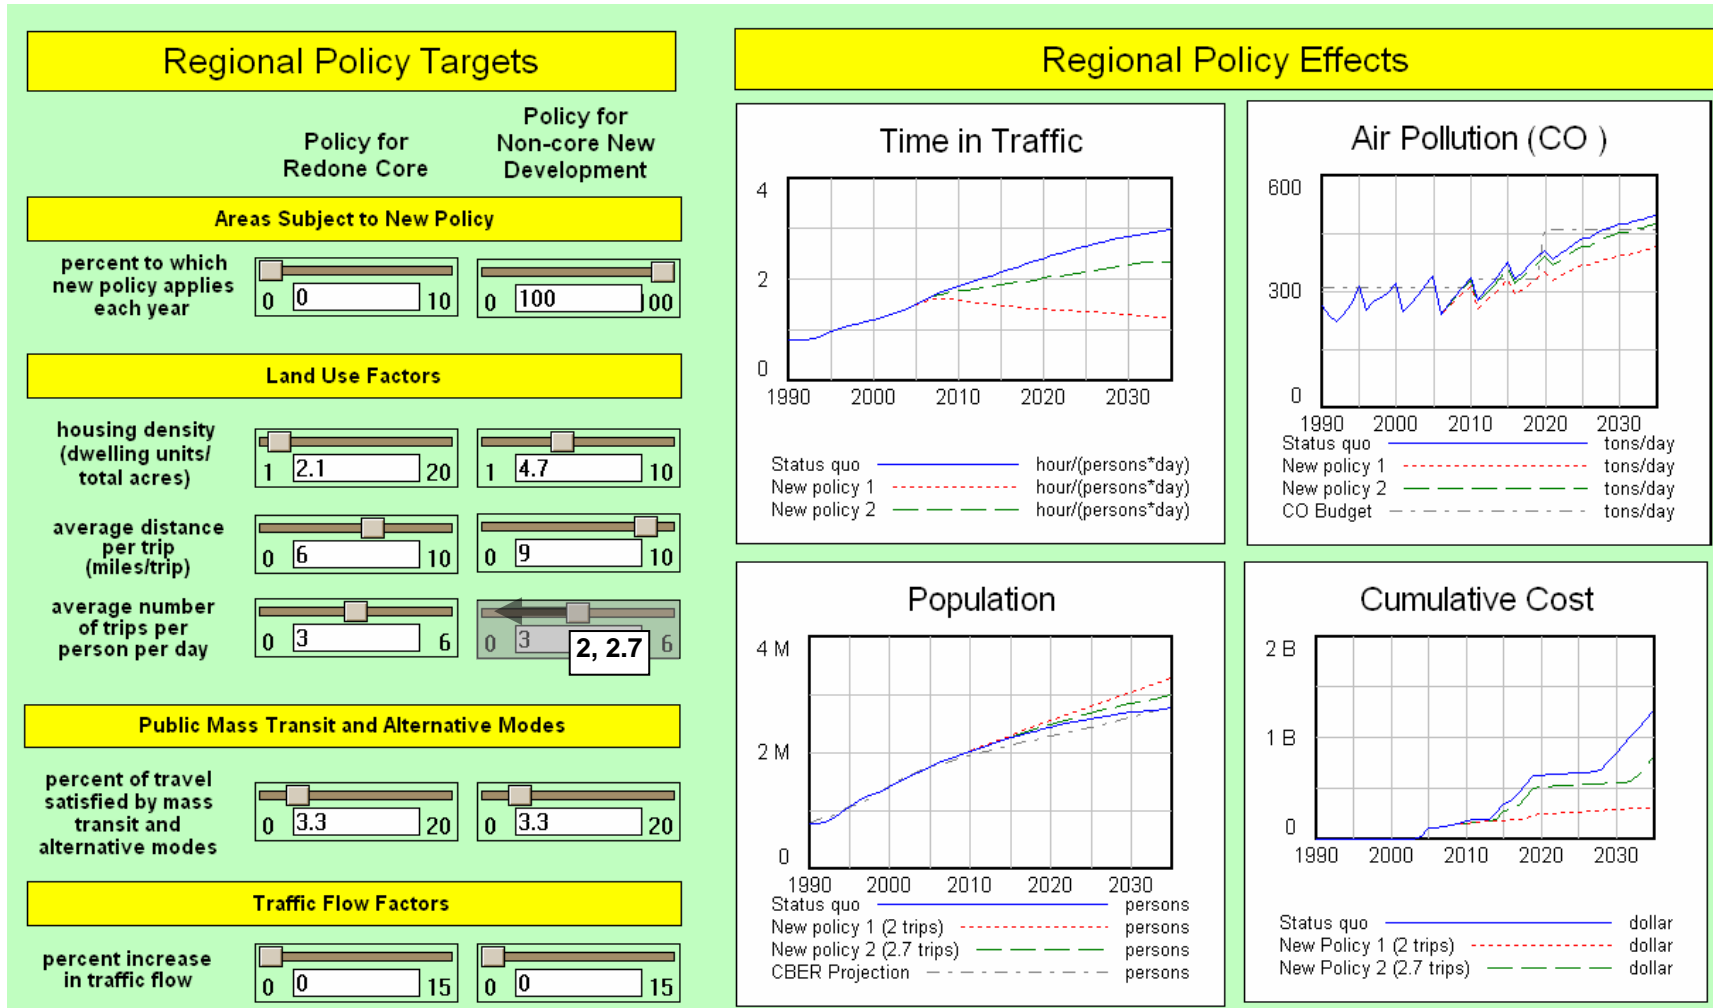 Regional Policy Targets
Policy for
Redone Core
Policy for
Non-core New
Development
Areas Subject to New Policy
percent to which
new policy applies
each year
0 0 10
0 100 100
Land Use Factors
housing density
(dwelling units/
total acres)
1 2.1 20
1 4.7 10
average distance
per trip
(miles/trip)
0 6 10
0 9 10
average number
of trips per
person per day
0 3 6
0 3 6
2, 2.7
Public Mass Transit and Alternative Modes
percent of travel
satisfied by mass
transit and
alternative modes
0 3.3 20
0 3.3 20
Traffic Flow Factors
percent increase
in traffic flow
0 0 15
0 0 15
Regional Policy Effects
Time in Traffic
4
2
0
1990 2000 2010 2020 2030
Status quo hour/(persons*day)
New policy 1 hour/(persons*day)
New policy 2 hour/(persons*day)
Air Pollution (CO )
600
300
0
1990 2000 2010 2020 2030
Status quo tons/day
New policy 1 tons/day
New policy 2 tons/day
CO Budget tons/day
Population
4 M
2 M
0
1990 2000 2010 2020 2030
Status quo persons
New policy 1 (2 trips) persons
New policy 2 (2.7 trips) persons
CBER Projection persons
Cumulative Cost
2 B
1 B
0
1990 2000 2010 2020 2030
Status quo dollar
New Policy 1 (2 trips) dollar
New Policy 2 (2.7 trips) dollar